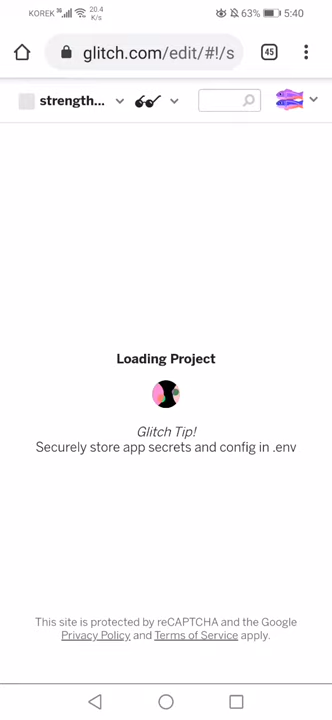 KOREK 3G 20.4 K/s 63% 5:40
glitch.com/edit/#!/s 45
strength...
Loading Project
Glitch Tip!
Securely store app secrets and config in .env
This site is protected by reCAPTCHA and the Google
Privacy Policy and Terms of Service apply.